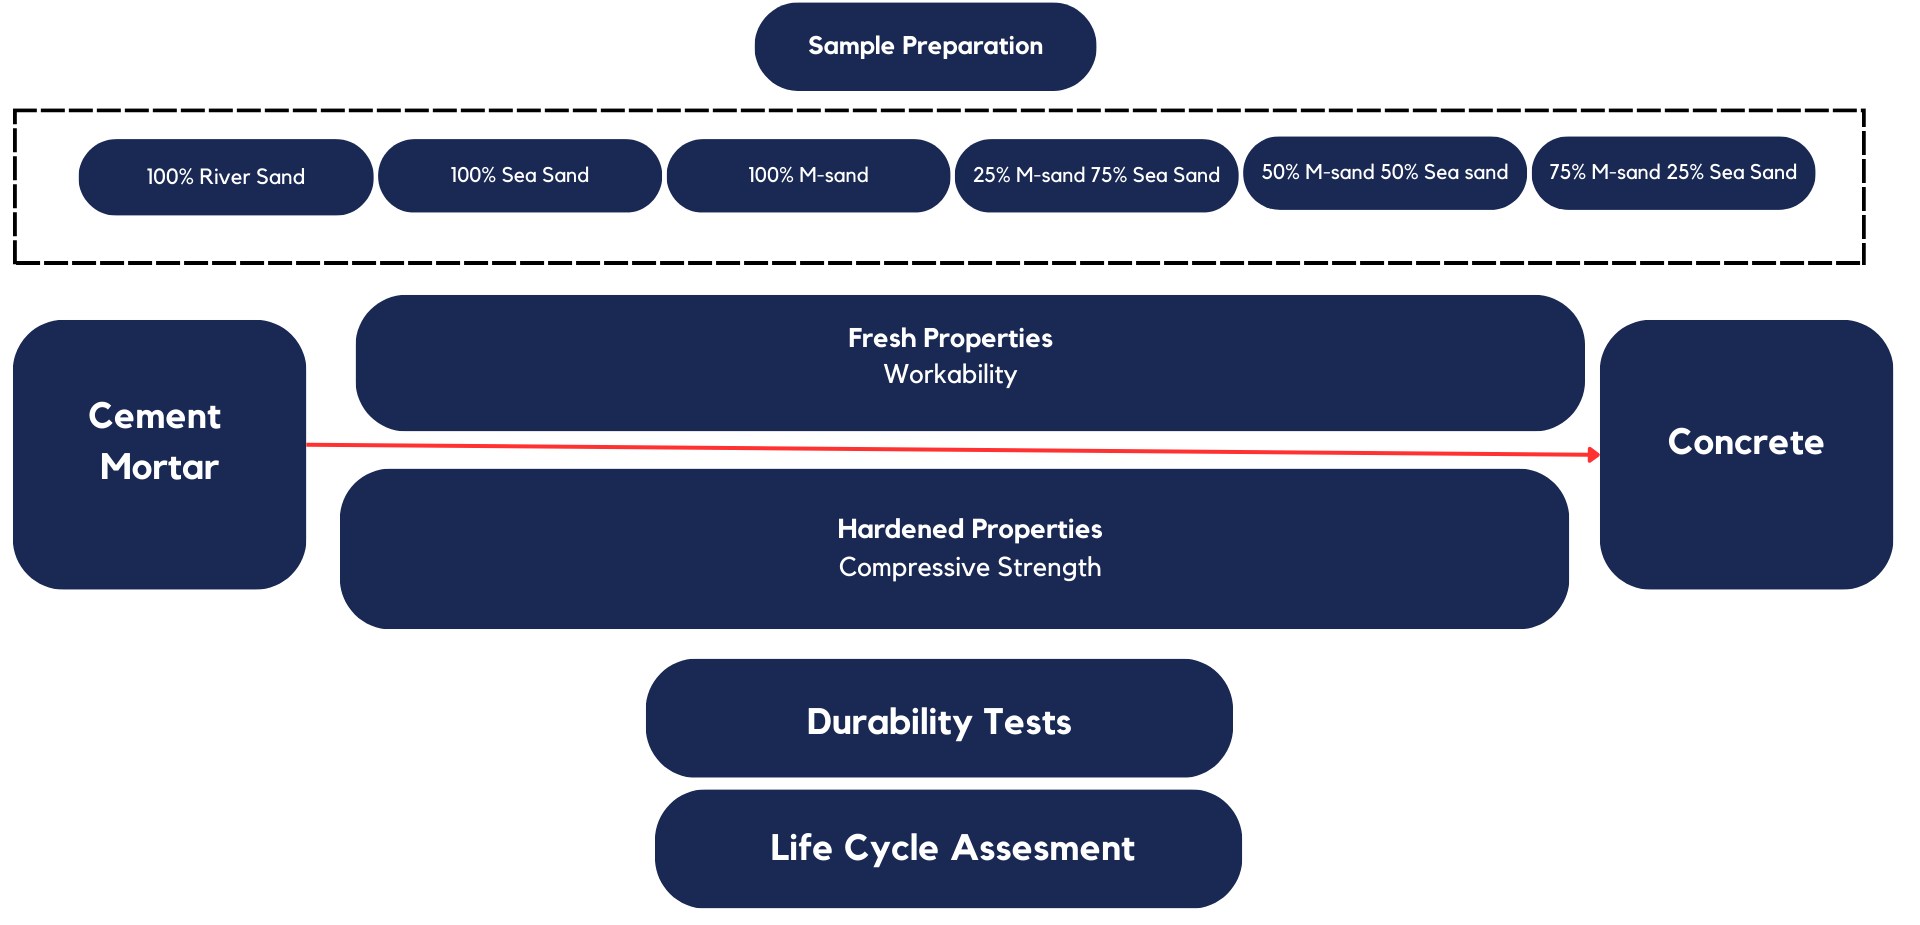 Sample Preparation
100% River Sand
100% Sea Sand
100% M-sand
25% M-sand 75% Sea Sand
50% M-sand 50% Sea sand
75% M-sand 25% Sea Sand
Fresh Properties
Workability
Cement
Mortar
Concrete
Hardened Properties
Compressive Strength
Durability Tests
Life Cycle Assesment